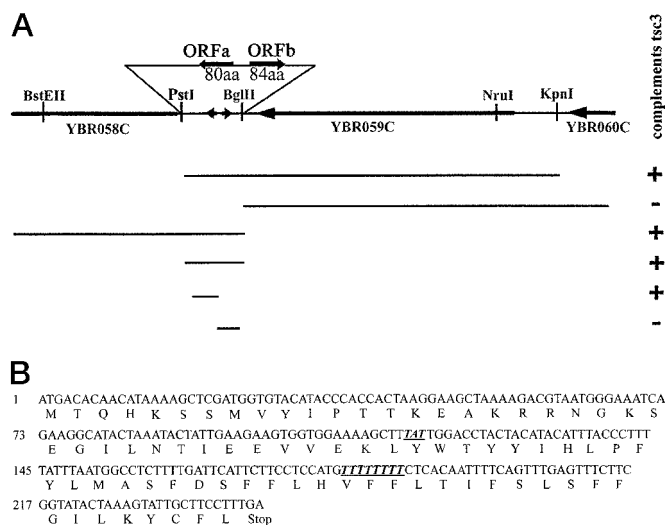 A
ORFa ORFb
80aa 84aa
BstEII PstI BglII NruI KpnI
YBR058C YBR059C YBR060C
complements tsc3
+
-
+
+
+
-
B
1 ATGACACAACATAAAAGCTCGATGGTGTACATACCCACCACTAAGGAAGCTAAAAGACGTAATGGGAAATCA
M T Q H K S S M V Y I P T T K E A K R R N G K S
73 GAAGGCATACTAAATACTATTGAAGAAGTGGTGGAAAAGCTTTATTGGACCTACTACATACATTTACCCTTT
E G I L N T I E E V V E K L Y W T Y Y I H L P F
145 TATTTAATGGCCTCTTTTGATTCATTCTTCCTCCATGTTTTTTTTCTCACAATTTTCAGTTTGAGTTTCTTC
Y L M A S F D S F F L H V F F L T I F S L S F F
217 GGTATACTAAAGTATTGCTTCCTTTGA
G I L K Y C F L Stop